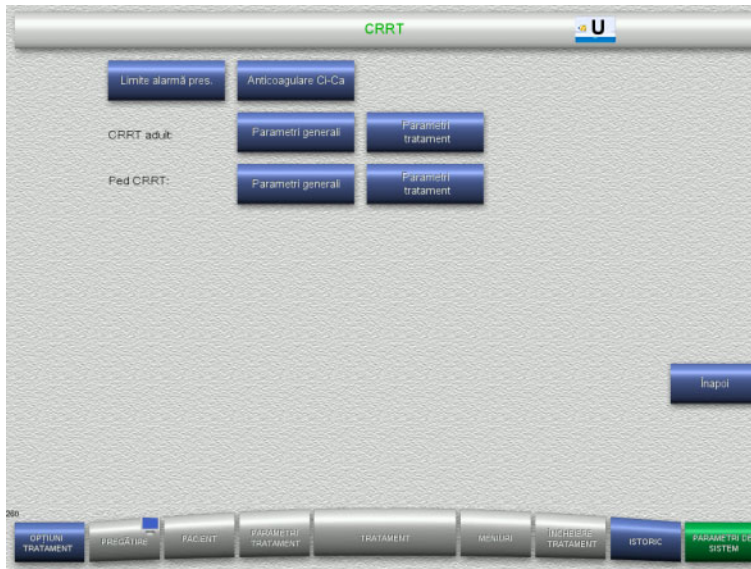 CRRT
U
Limite alarmă pres.
Anticoagulare Ci-Ca
CRRT adult:
Parametri generali
Parametri
tratament
Ped CRRT:
Parametri generali
Parametri
tratament
Înapoi
260
OPȚIUNI
TRATAMENT
PREGĂTIRE
PACIENT
PARAMETRI
TRATAMENT
TRATAMENT
MENIURI
ÎNCHEIERE
TRATAMENT
ISTORIC
PARAMETRI DE
SISTEM